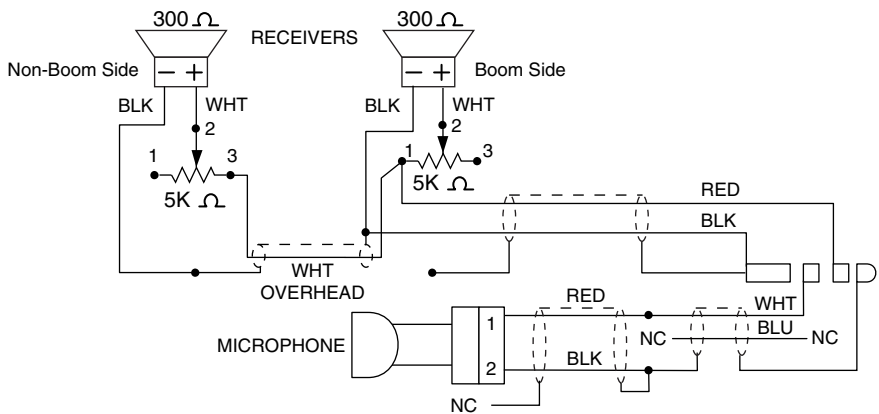 300 Ω
300 Ω
RECEIVERS
Non-Boom Side
Boom Side
− +
− +
BLK
WHT
BLK
WHT
2
2
1
3
1
3
5K Ω
5K Ω
RED
BLK
WHT
OVERHEAD
RED
WHT
1
BLU
NC
NC
MICROPHONE
BLK
2
NC